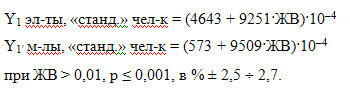 Y₁ эл-ты, «станд.» чел-к = (4643 + 9251·ЖВ)·10⁻⁴
Y₁' м-лы, «станд.» чел-к = (573 + 9509·ЖВ)·10⁻⁴
при ЖВ > 0,01, p ≤ 0,001, в % ± 2,5 ÷ 2,7.